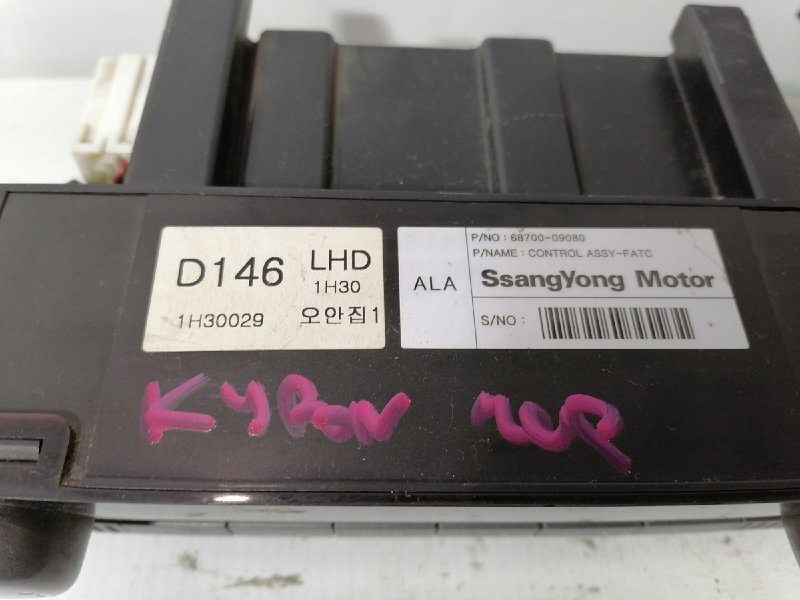 D146 LHD
1H30
1H30029 오안집1
ALA
P/NO : 68700-09080
P/NAME : CONTROL ASSY-FATC
SsangYong Motor
S/NO :
KYRON